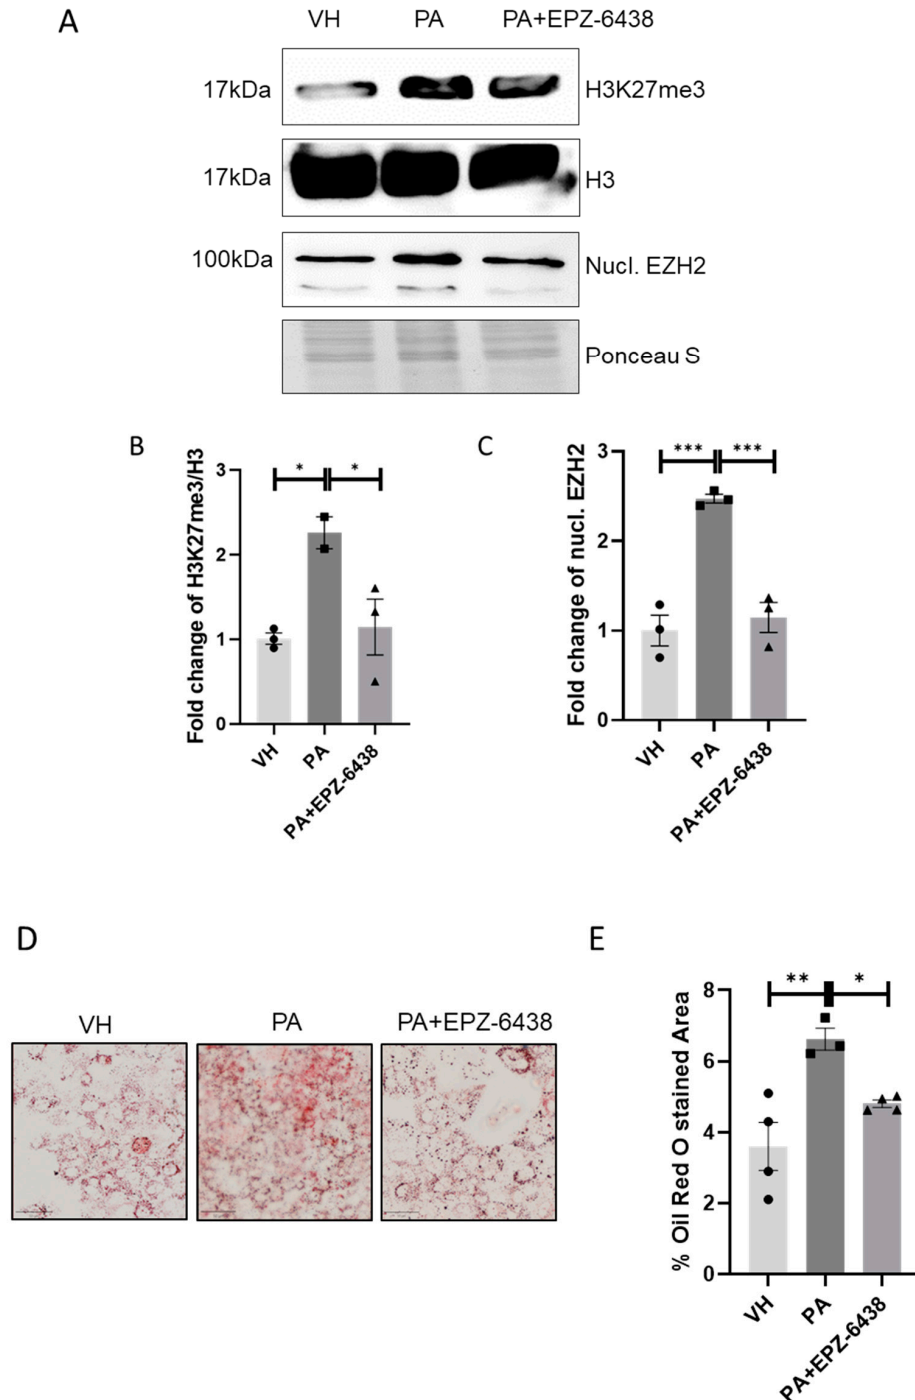 A
VH PA PA+EPZ-6438
17kDa H3K27me3
17kDa H3
100kDa Nucl. EZH2
Ponceau S
B
Fold change of H3K27me3/H3
3
2
1
0
* *
VH PA PA+EPZ-6438
C
Fold change of nucl. EZH2
3
2
1
0
*** ***
VH PA PA+EPZ-6438
D
VH PA PA+EPZ-6438
E
% Oil Red O stained Area
8
6
4
2
0
** *
VH PA PA+EPZ-6438